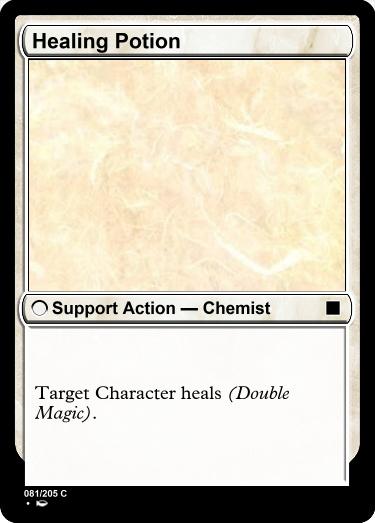 Healing Potion
Support Action — Chemist
Target Character heals (Double
Magic).
081/205 C